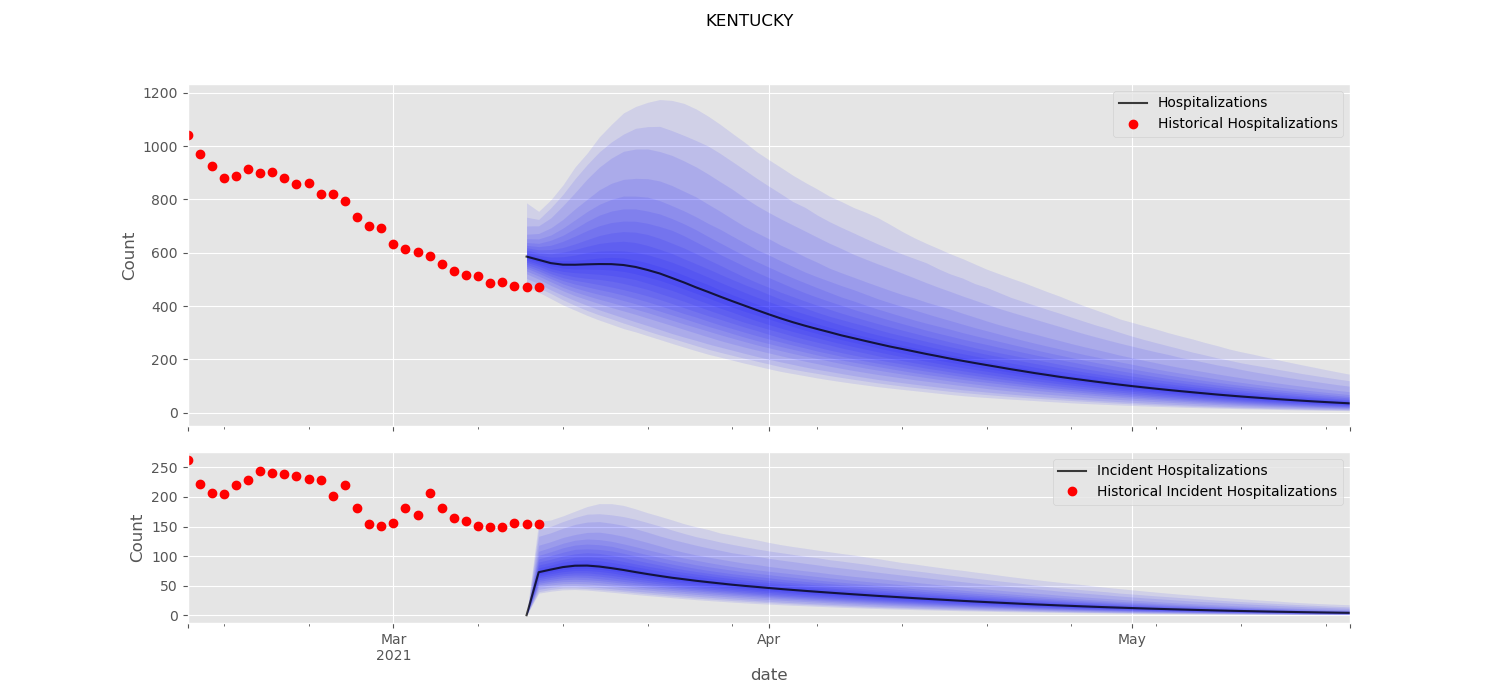 KENTUCKY
1200
1000
800
600
400
200
0
Count
Hospitalizations
Historical Hospitalizations
250
200
150
100
50
0
Count
Incident Hospitalizations
Historical Incident Hospitalizations
Mar
2021
Apr
May
date